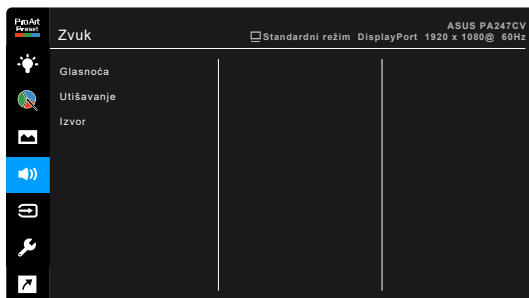 ProArt
Preset
Zvuk
ASUS PA247CV
Standardni režim DisplayPort 1920 x 1080@ 60Hz
Glasnoća
Utišavanje
Izvor